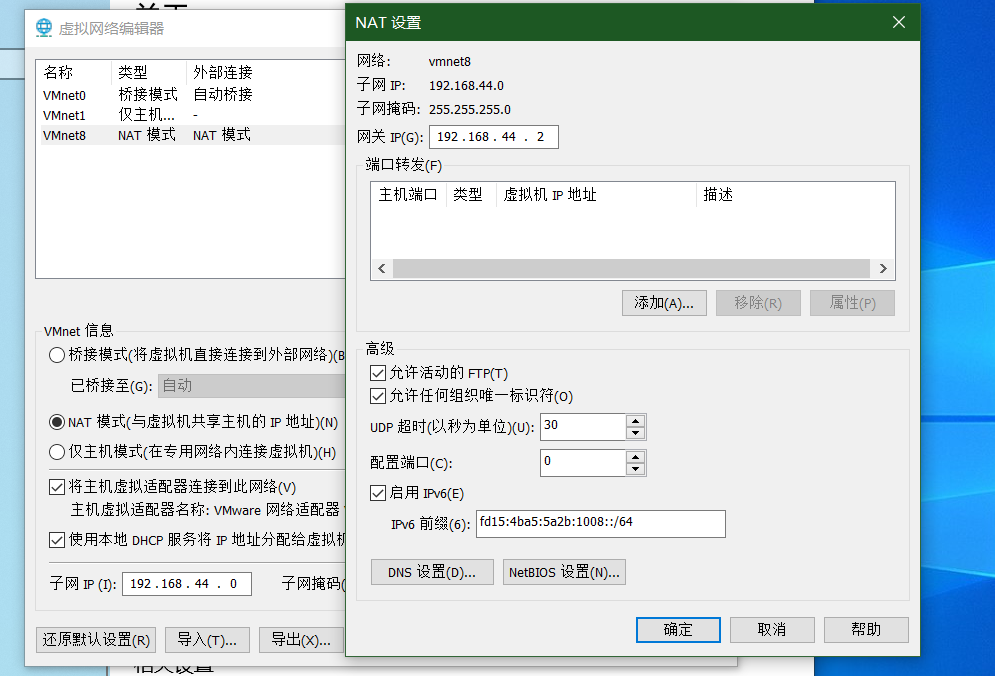 虚拟网络编辑器
名称 类型 外部连接
VMnet0 桥接模式 自动桥接
VMnet1 仅主机... -
VMnet8 NAT 模式 NAT 模式
VMnet 信息
桥接模式(将虚拟机直接连接到外部网络)(B
已桥接至(G): 自动
NAT 模式(与虚拟机共享主机的 IP 地址)(N)
仅主机模式(在专用网络内连接虚拟机)(H)
将主机虚拟适配器连接到此网络(V)
主机虚拟适配器名称: VMware 网络适配器
使用本地 DHCP 服务将 IP 地址分配给虚拟机
子网 IP (I): 192.168.44.0 子网掩码(
还原默认设置(R) 导入(T)... 导出(X)...
NAT 设置
网络: vmnet8
子网 IP: 192.168.44.0
子网掩码: 255.255.255.0
网关 IP(G): 192.168.44.2
端口转发(F)
主机端口 类型 虚拟机 IP 地址 描述
添加(A)... 移除(R) 属性(P)
高级
允许活动的 FTP(T)
允许任何组织唯一标识符(O)
UDP 超时(以秒为单位)(U): 30
配置端口(C): 0
启用 IPv6(E)
IPv6 前缀(6): fd15:4ba5:5a2b:1008::/64
DNS 设置(D)... NetBIOS 设置(N)...
确定 取消 帮助
相关设置